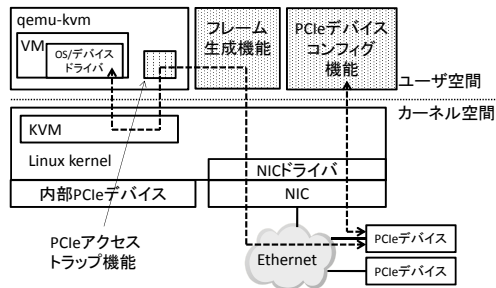 qemu-kvm
VM
OS/デバイス
ドライバ
フレーム
生成機能
PCIeデバイス
コンフィグ
機能
ユーザ空間
カーネル空間
KVM
Linux kernel
NICドライバ
内部PCIeデバイス
NIC
PCIeアクセス
トラップ機能
Ethernet
PCIeデバイス
PCIeデバイス